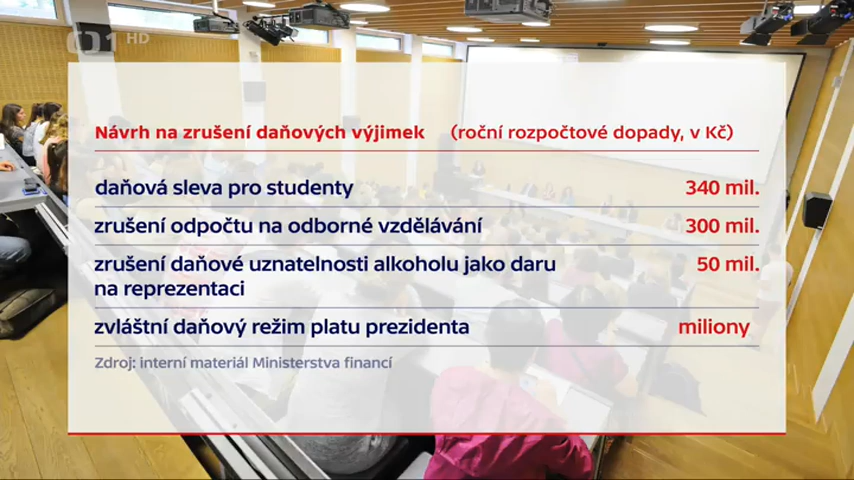 1 HD
Návrh na zrušení daňových výjimek (roční rozpočtové dopady, v Kč)
daňová sleva pro studenty 340 mil.
zrušení odpočtu na odborné vzdělávání 300 mil.
zrušení daňové uznatelnosti alkoholu jako daru 50 mil.
na reprezentaci
zvláštní daňový režim platu prezidenta miliony
Zdroj: interní materiál Ministerstva financí